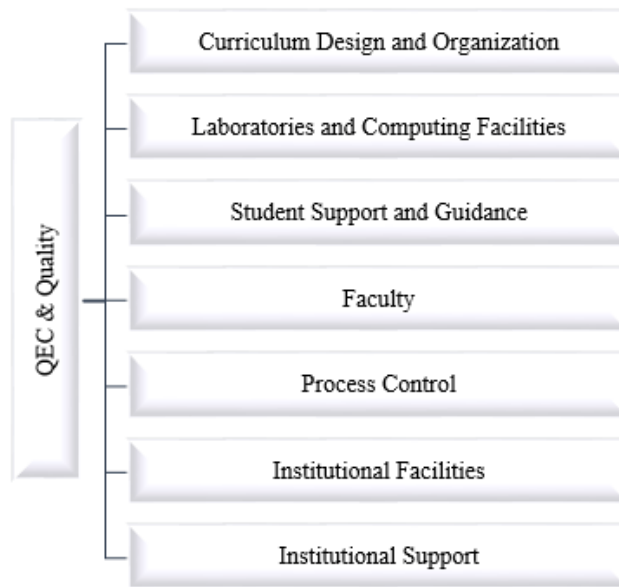 QEC & Quality
Curriculum Design and Organization
Laboratories and Computing Facilities
Student Support and Guidance
Faculty
Process Control
Institutional Facilities
Institutional Support